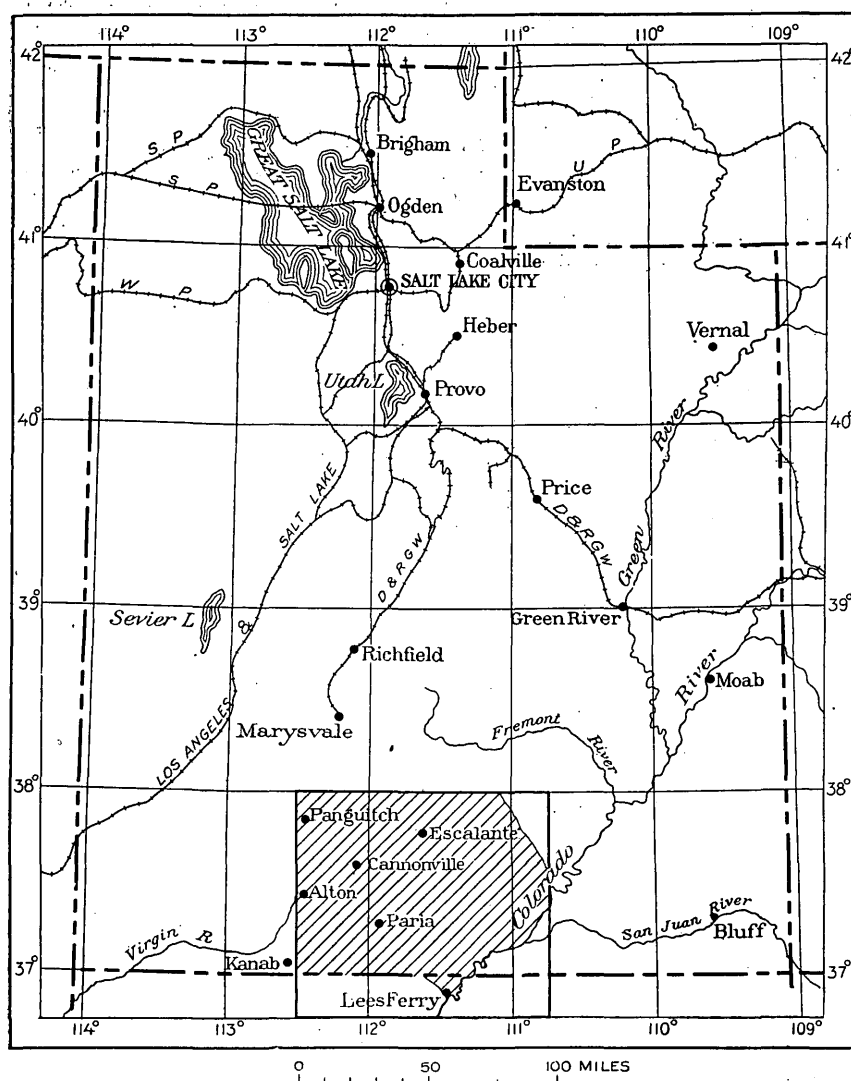 114° 113° 112° 111° 110° 109°
42° 42°
S P
GREAT SALT LAKE
Brigham
U P
S P
Evanston
Ogden
41° 41°
Coalville
W P
SALT LAKE CITY
Heber
Vernal
Utah L
Provo
River
40° 40°
SALT LAKE
Price
D & R G W
D & R G W
Green
39° 39°
Sevier L
&
Green River
Richfield
River
Moab
Marysvale
Fremont
River
LOS ANGELES
38° 38°
Panguitch
Escalante
Cannonville
Colorado
Alton
Paria
San Juan River
Virgin R
Bluff
Kanab
37° 37°
Lees Ferry
114° 113° 112° 111° 110° 109°
0 50 100 MILES